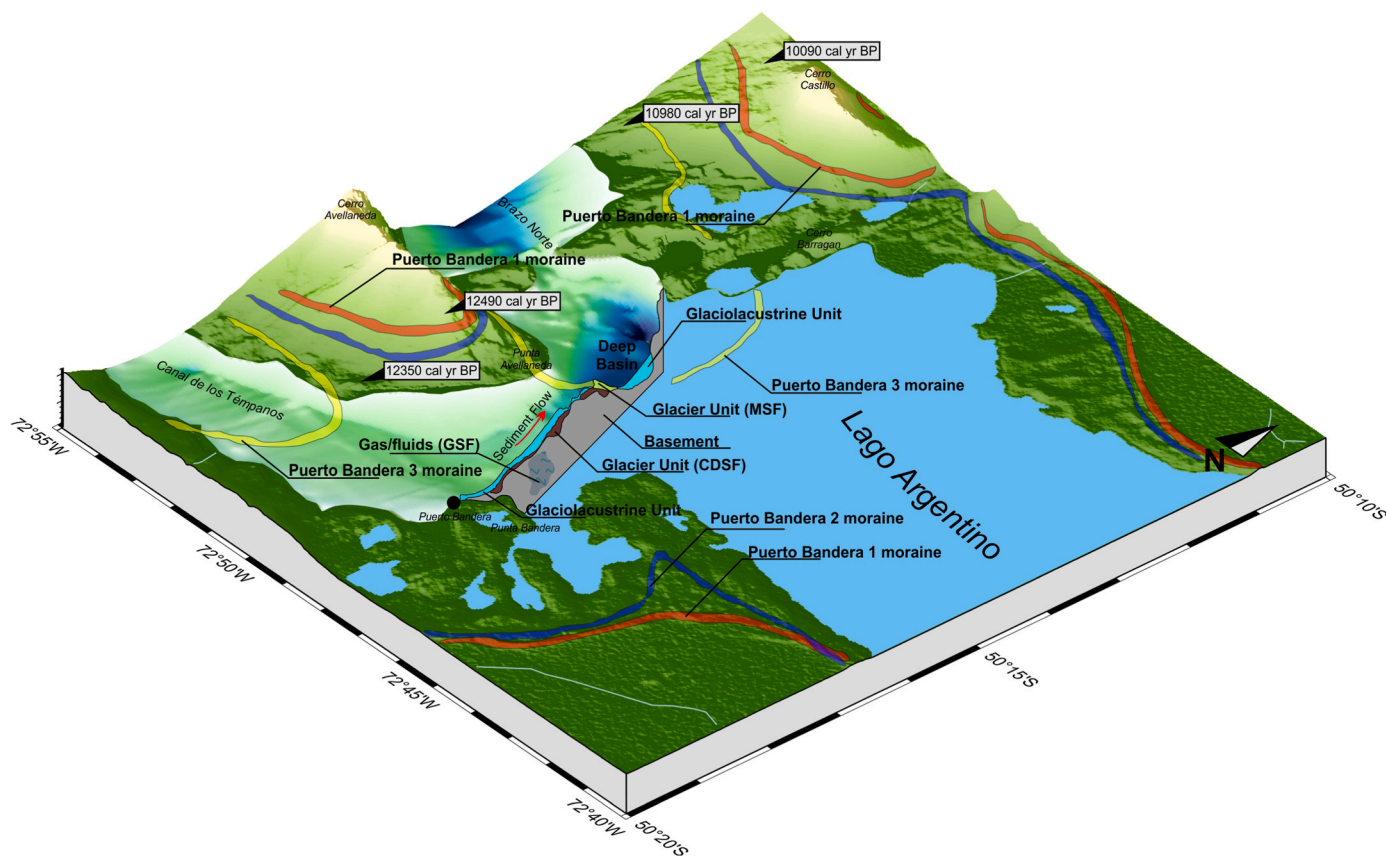 10090 cal yr BP
Cerro
Castillo
10980 cal yr BP
Cerro
Avellaneda
Brazo Norte
Puerto Bandera 1 moraine
Cerro
Barragan
Puerto Bandera 1 moraine
12490 cal yr BP
Glaciolacustrine Unit
Deep
Basin
Punta
Avellaneda
12350 cal yr BP
Canal de los Témpanos
Puerto Bandera 3 moraine
Glacier Unit (MSF)
Sediment Flow
Lago Argentino
Gas/fluids (GSF)
Basement
Puerto Bandera 3 moraine
Glacier Unit (CDSF)
N
Glaciolacustrine Unit
Puerto Bandera
Punta Bandera
Puerto Bandera 2 moraine
Puerto Bandera 1 moraine
72°55'W
72°50'W
72°45'W
72°40'W
50°20'S
50°15'S
50°10'S